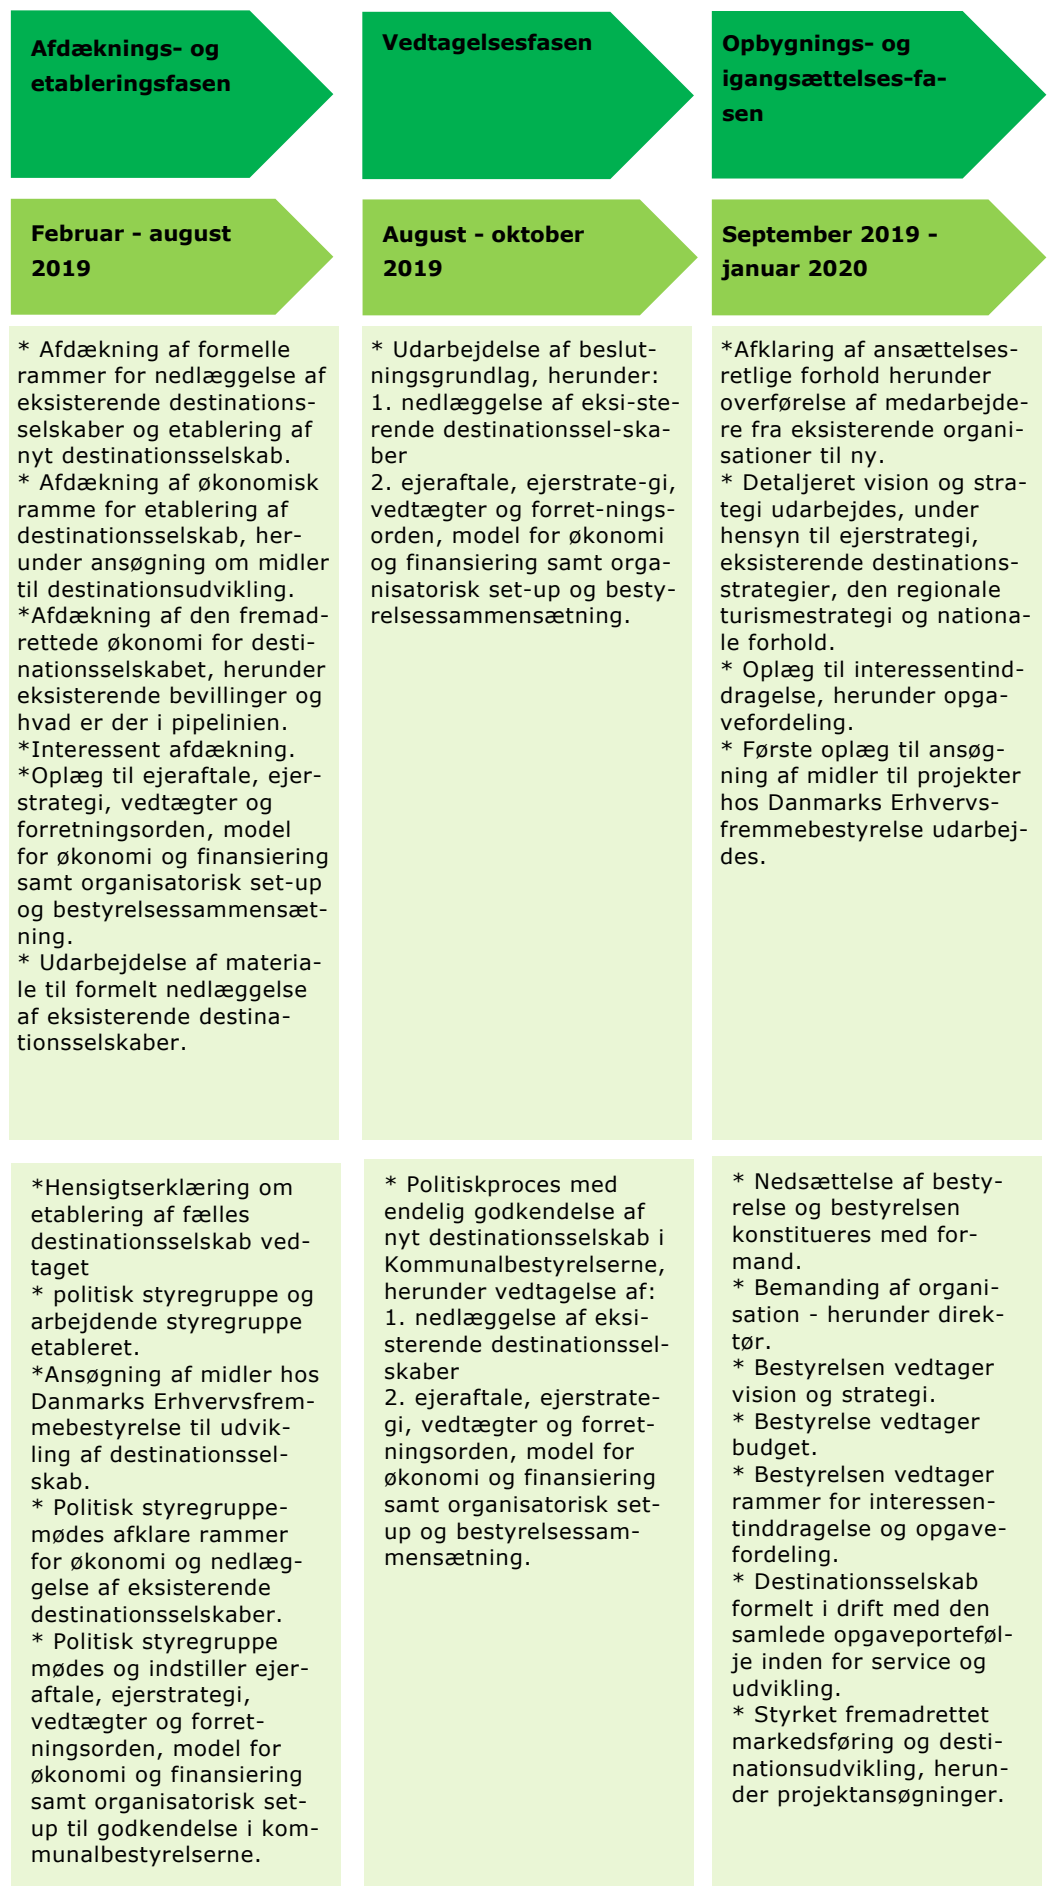 Afdæknings- og
etableringsfasen
Vedtagelsesfasen
Opbygnings- og
igangsættelses-fa-
sen
Februar - august
2019
August - oktober
2019
September 2019 -
januar 2020
* Afdækning af formelle
rammer for nedlæggelse af
eksisterende destinations-
selskaber og etablering af
nyt destinationsselskab.
* Afdækning af økonomisk
ramme for etablering af
destinationsselskab, her-
under ansøgning om midler
til destinationsudvikling.
*Afdækning af den fremad-
rettede økonomi for desti-
nationsselskabet, herunder
eksisterende bevillinger og
hvad er der i pipelinien.
*Interessent afdækning.
*Oplæg til ejeraftale, ejer-
strategi, vedtægter og
forretningsorden, model
for økonomi og finansiering
samt organisatorisk set-up
og bestyrelsessammensæt-
ning.
* Udarbejdelse af materia-
le til formelt nedlæggelse
af eksisterende destina-
tionsselskaber.
* Udarbejdelse af beslut-
ningsgrundlag, herunder:
1. nedlæggelse af eksi-ste-
rende destinationssel-ska-
ber
2. ejeraftale, ejerstrate-gi,
vedtægter og forret-nings-
orden, model for økonomi
og finansiering samt orga-
nisatorisk set-up og besty-
relsessammensætning.
*Afklaring af ansættelses-
retlige forhold herunder
overførelse af medarbejde-
re fra eksisterende organi-
sationer til ny.
* Detaljeret vision og stra-
tegi udarbejdes, under
hensyn til ejerstrategi,
eksisterende destinations-
strategier, den regionale
turismestrategi og nationa-
le forhold.
* Oplæg til interessentind-
dragelse, herunder opga-
vefordeling.
* Første oplæg til ansøg-
ning af midler til projekter
hos Danmarks Erhvervs-
fremmebestyrelse udarbej-
des.
*Hensigtserklæring om
etablering af fælles
destinationsselskab ved-
taget
* politisk styregruppe og
arbejdende styregruppe
etableret.
*Ansøgning af midler hos
Danmarks Erhvervsfrem-
mebestyrelse til udvik-
ling af destinationssel-
skab.
* Politisk styregruppe-
mødes afklare rammer
for økonomi og nedlæg-
gelse af eksisterende
destinationsselskaber.
* Politisk styregruppe
mødes og indstiller ejer-
aftale, ejerstrategi,
vedtægter og forret-
ningsorden, model for
økonomi og finansiering
samt organisatorisk set-
up til godkendelse i kom-
munalbestyrelserne.
* Politiskproces med
endelig godkendelse af
nyt destinationsselskab i
Kommunalbestyrelserne,
herunder vedtagelse af:
1. nedlæggelse af eksi-
sterende destinationssel-
skaber
2. ejeraftale, ejerstrate-
gi, vedtægter og forret-
ningsorden, model for
økonomi og finansiering
samt organisatorisk set-
up og bestyrelsessam-
mensætning.
* Nedsættelse af besty-
relse og bestyrelsen
konstitueres med for-
mand.
* Bemanding af organi-
sation - herunder direk-
tør.
* Bestyrelsen vedtager
vision og strategi.
* Bestyrelse vedtager
budget.
* Bestyrelsen vedtager
rammer for interessen-
tinddragelse og opgave-
fordeling.
* Destinationsselskab
formelt i drift med den
samlede opgaveporteføl-
je inden for service og
udvikling.
* Styrket fremadrettet
markedsføring og desti-
nationsudvikling, herun-
der projektansøgninger.